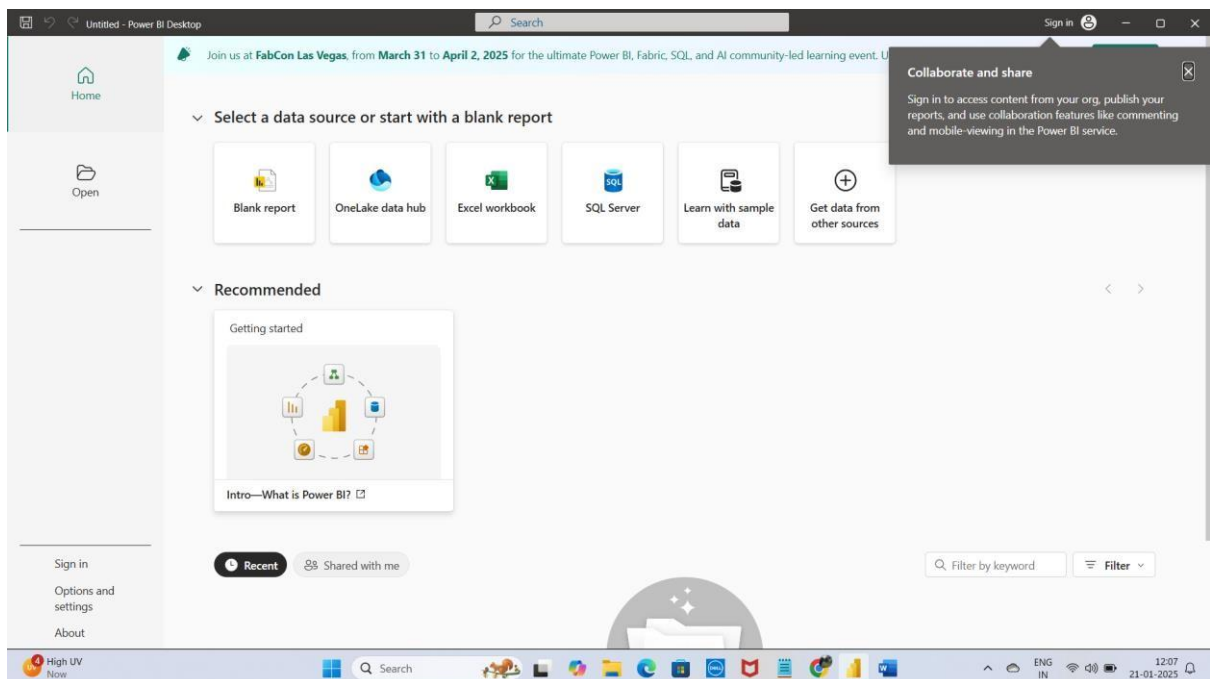 Untitled - Power BI Desktop
Search
Sign in
Join us at FabCon Las Vegas, from March 31 to April 2, 2025 for the ultimate Power BI, Fabric, SQL, and AI community-led learning event. U
Collaborate and share
Sign in to access content from your org, publish your
reports, and use collaboration features like commenting
and mobile-viewing in the Power BI service.
Home
Open
Select a data source or start with a blank report
Blank report
OneLake data hub
Excel workbook
SQL
SQL Server
Learn with sample
data
Get data from
other sources
Recommended
Getting started
Intro—What is Power BI?
Recent
Shared with me
Filter by keyword
Filter
Sign in
Options and
settings
About
4
High UV
Now
Search
DELL
ENG
IN
12:07
21-01-2025